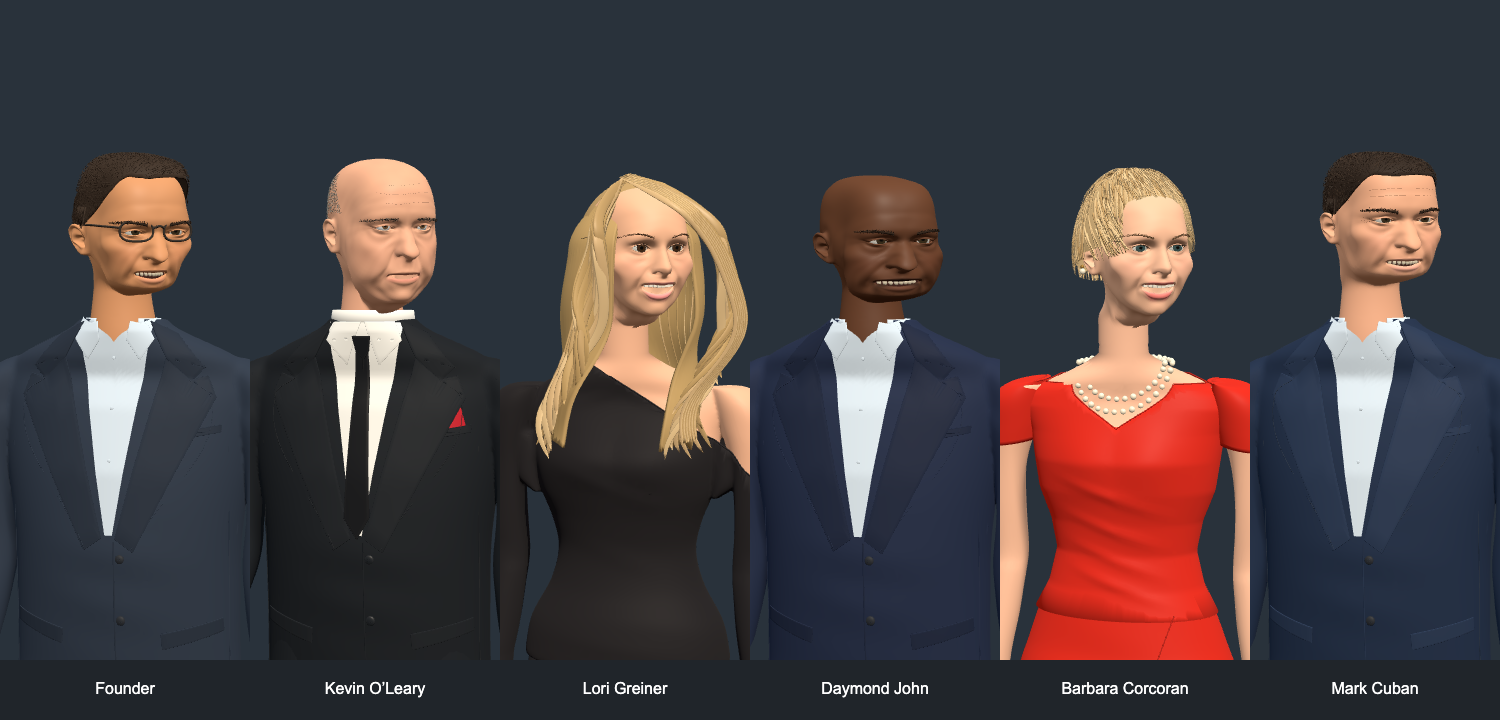 Founder
Kevin O’Leary
Lori Greiner
Daymond John
Barbara Corcoran
Mark Cuban